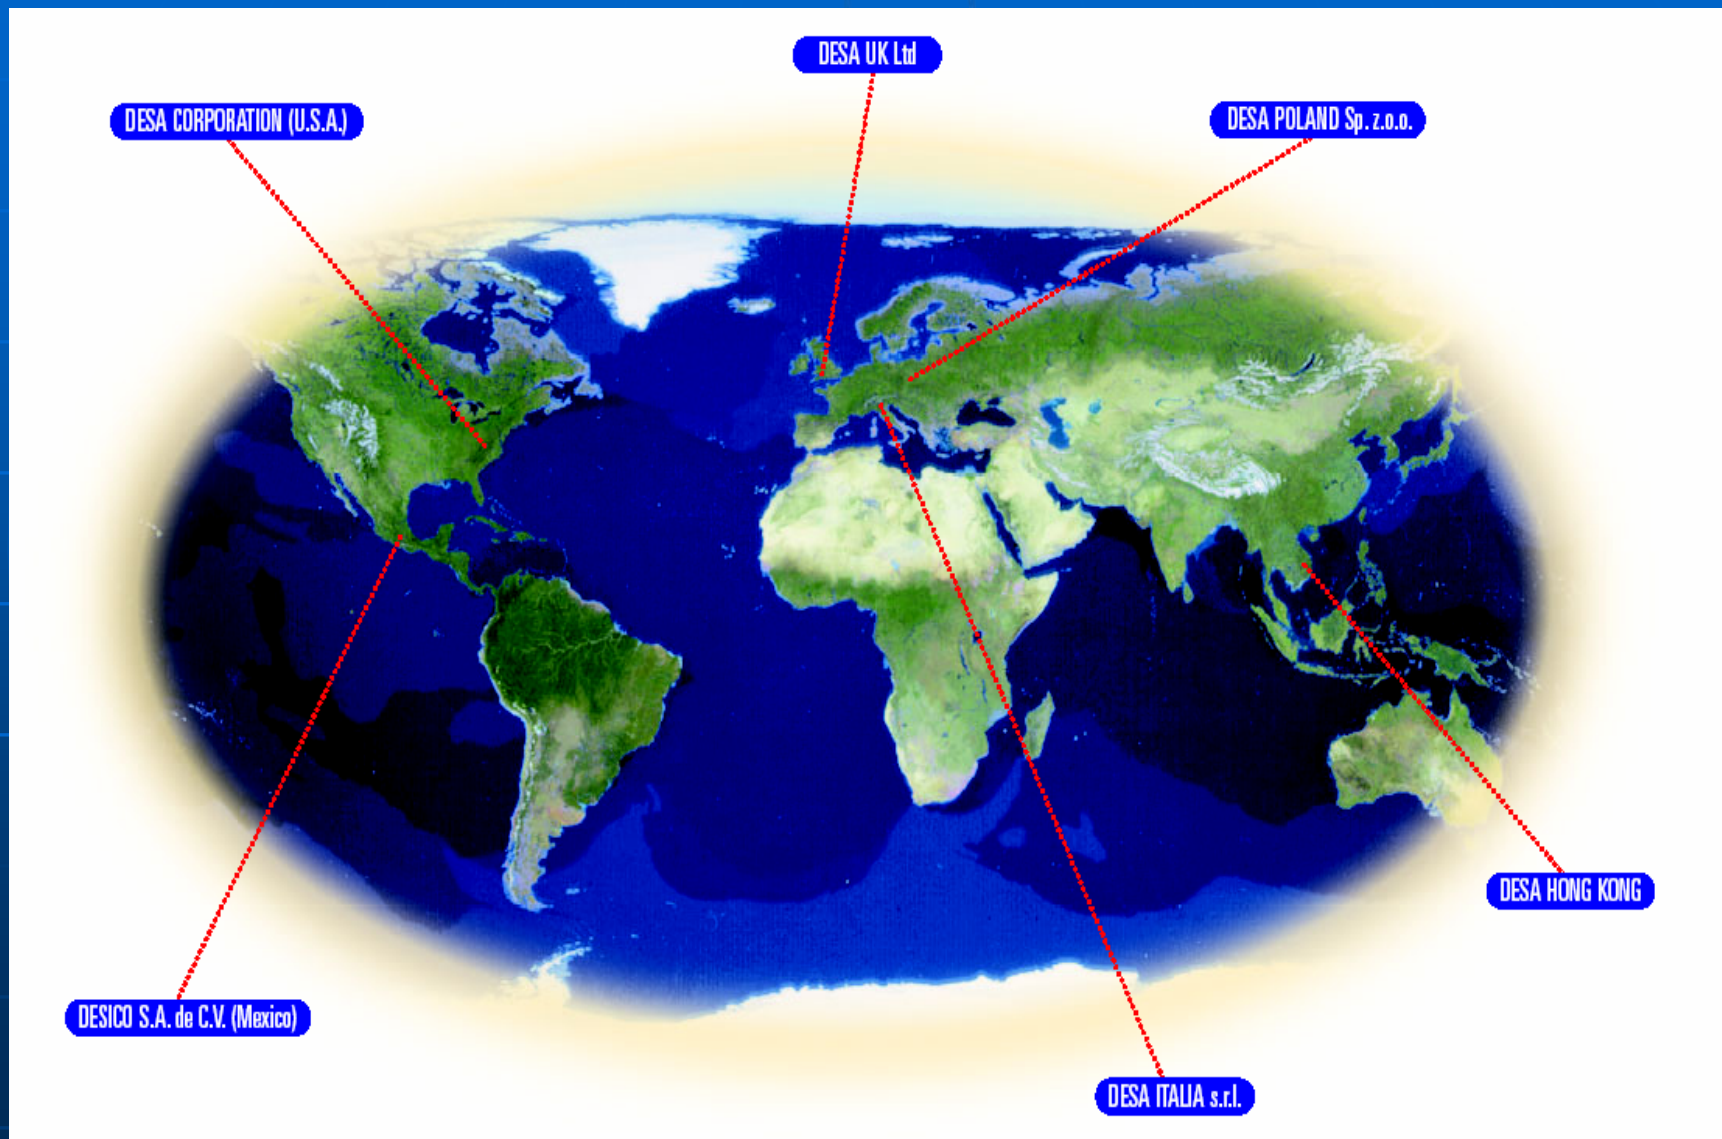 DESA UK Ltd
DESA CORPORATION (U.S.A.)
DESA POLAND Sp. z.o.o.
DESA HONG KONG
DESICO S.A. de C.V. (Mexico)
DESA ITALIA s.r.l.